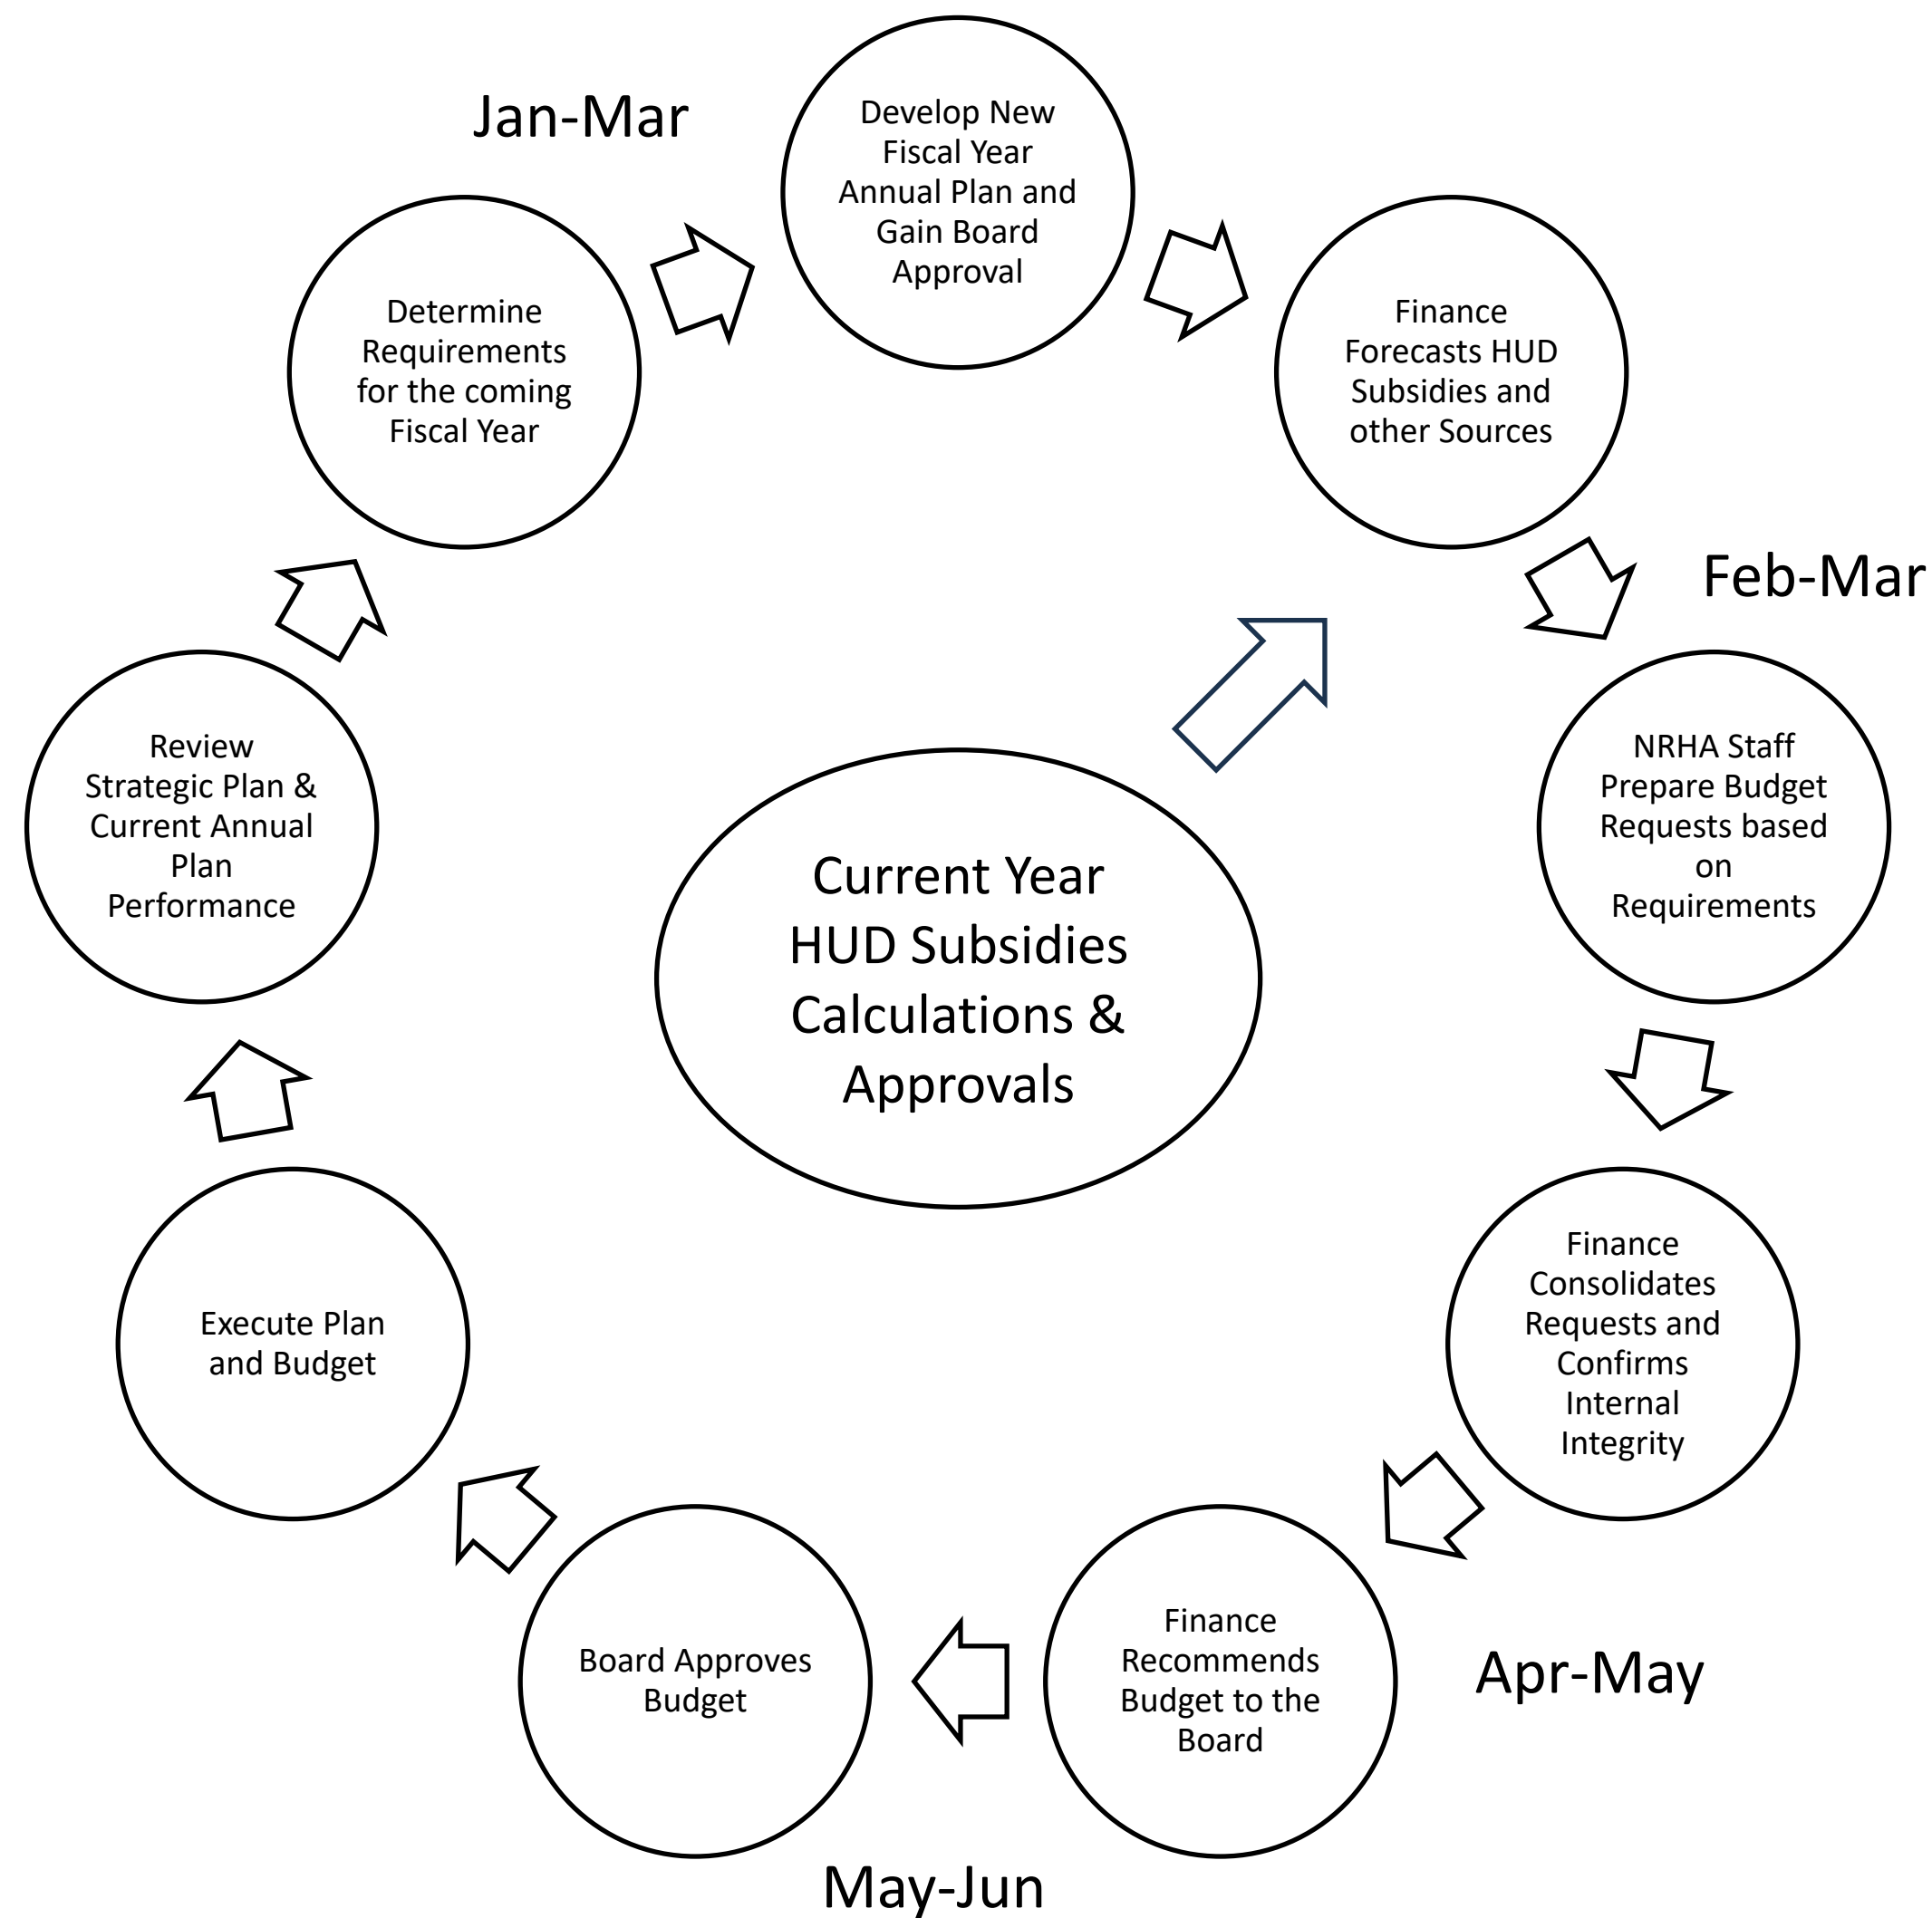 Jan-Mar
Develop New
Fiscal Year
Annual Plan and
Gain Board
Approval
Finance
Forecasts HUD
Subsidies and
other Sources
Feb-Mar
NRHA Staff
Prepare Budget
Requests based
on
Requirements
Finance
Consolidates
Requests and
Confirms
Internal
Integrity
Apr-May
Finance
Recommends
Budget to the
Board
May-Jun
Board Approves
Budget
Execute Plan
and Budget
Review
Strategic Plan &
Current Annual
Plan
Performance
Determine
Requirements
for the coming
Fiscal Year
Current Year
HUD Subsidies
Calculations &
Approvals